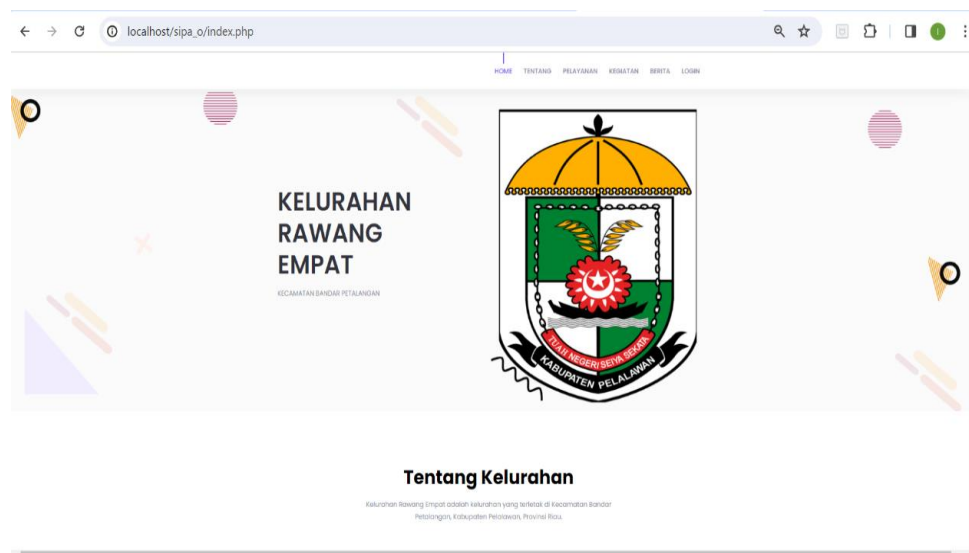 localhost/sipa_o/index.php
HOME TENTANG PELAYANAN KEGIATAN BERITA LOGIN
KELURAHAN
RAWANG
EMPAT
KECAMATAN BANDAR PETALANGAN
TUAH NEGERI SEIYA SEKATA
KABUPATEN PELALAWAN
Tentang Kelurahan
Kelurahan Rawang Empat adalah kelurahan yang terletak di Kecamatan Bandar
Petalangan, Kabupaten Pelalawan, Provinsi Riau.